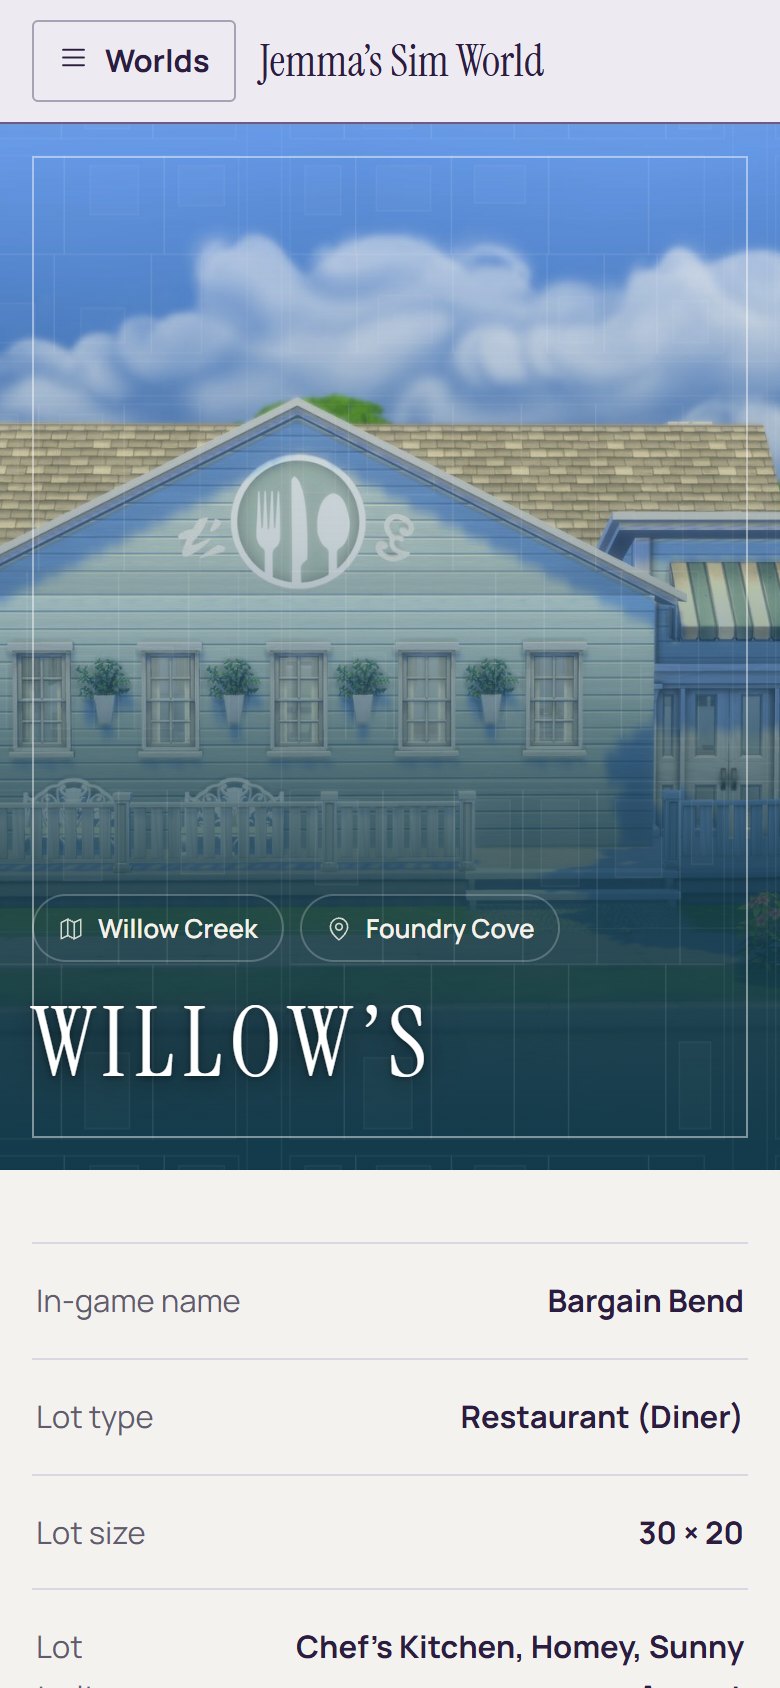 Worlds
Jemma’s Sim World
Willow Creek
Foundry Cove
WILLOW’S
In-game name
Bargain Bend
Lot type
Restaurant (Diner)
Lot size
30 × 20
Lot
Chef’s Kitchen, Homey, Sunny